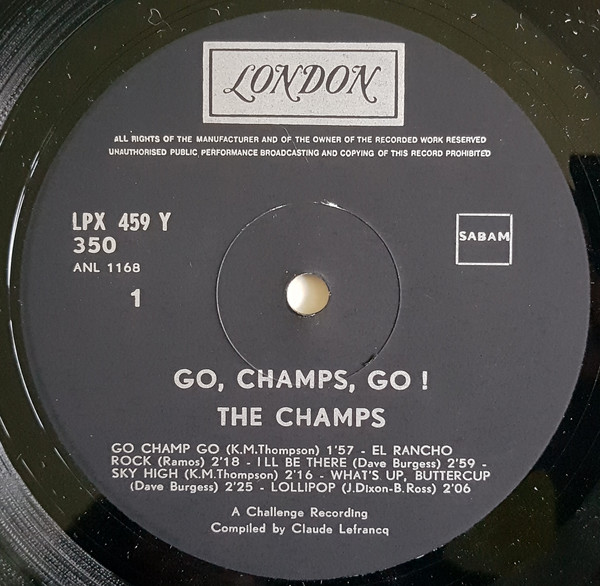 LONDON
ALL RIGHTS OF THE MANUFACTURER AND OF THE OWNER OF THE RECORDED WORK RESERVED
UNAUTHORISED PUBLIC PERFORMANCE BROADCASTING AND COPYING OF THIS RECORD PROHIBITED
LPX 459 Y
350
ANL 1168
1
SABAM
GO, CHAMPS, GO !
THE CHAMPS
GO CHAMP GO (K.M.Thompson) 1'57 - EL RANCHO
ROCK (Ramos) 2'18 - I LL BE THERE (Dave Burgess) 2'59 -
SKY HIGH (K.M.Thompson) 2'16 - WHAT'S UP, BUTTERCUP
(Dave Burgess) 2'25 - LOLLIPOP (J.Dixon-B.Ross) 2'06
A Challenge Recording
Compiled by Claude Lefrancq